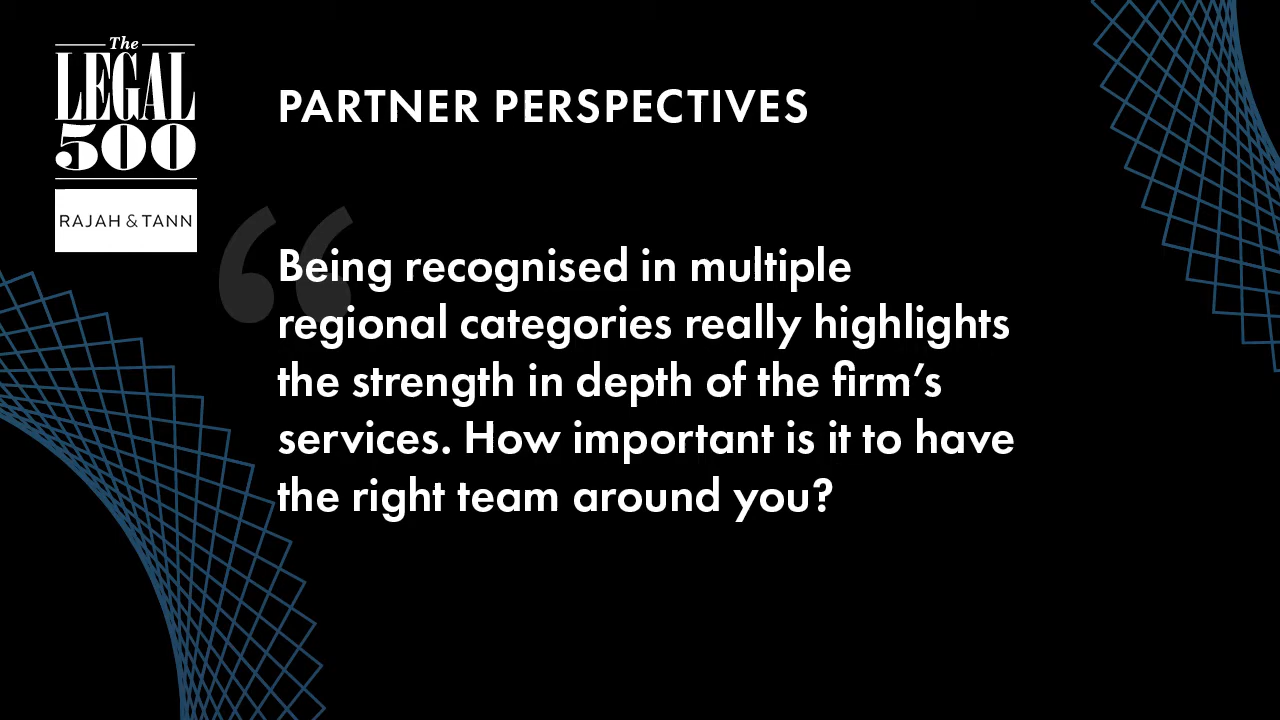 The
LEGAL
500
RAJAH & TANN
PARTNER PERSPECTIVES
“
Being recognised in multiple
regional categories really highlights
the strength in depth of the firm’s
services. How important is it to have
the right team around you?